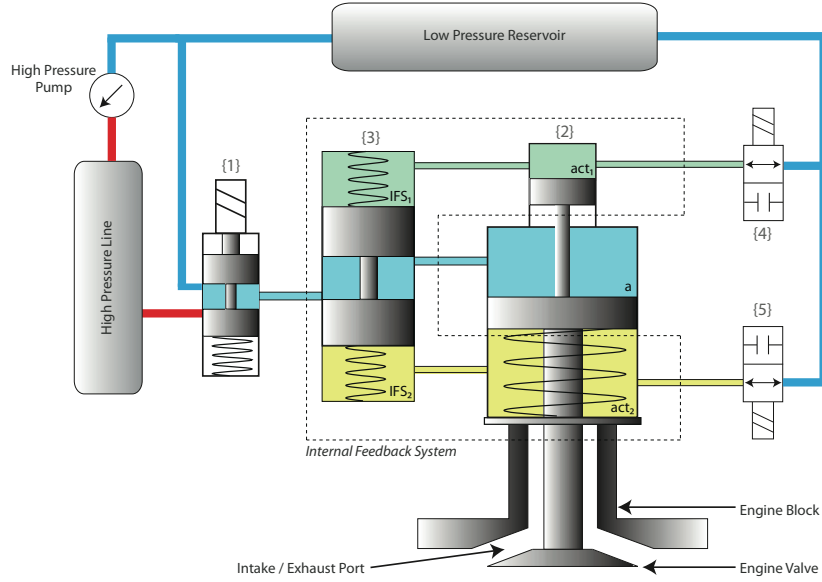 Low Pressure Reservoir
High Pressure
Pump
{1}
{3}
{2}
act₁
IFS₁
{4}
High Pressure Line
a
{5}
IFS₂
act₂
Internal Feedback System
Engine Block
Intake / Exhaust Port
Engine Valve